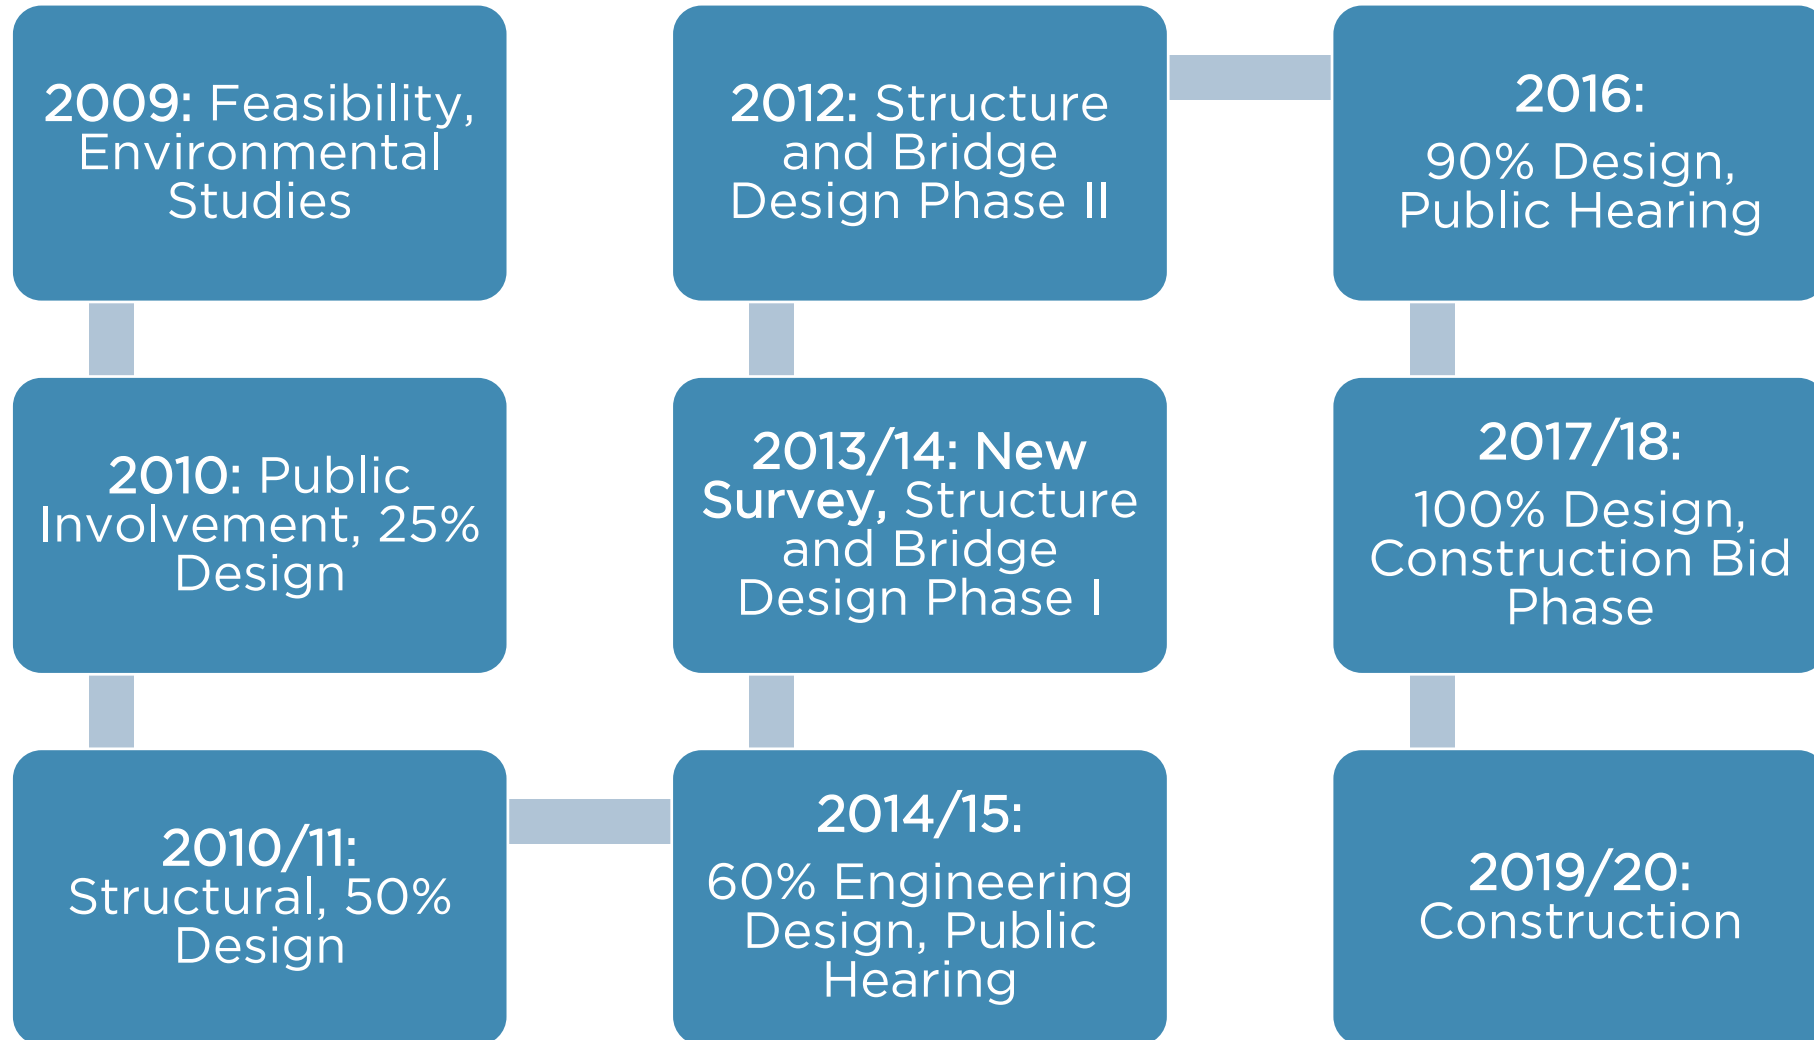 2009: Feasibility,
Environmental
Studies
2010: Public
Involvement, 25%
Design
2010/11:
Structural, 50%
Design
2014/15:
60% Engineering
Design, Public
Hearing
2013/14: New
Survey, Structure
and Bridge
Design Phase I
2012: Structure
and Bridge
Design Phase II
2016:
90% Design,
Public Hearing
2017/18:
100% Design,
Construction Bid
Phase
2019/20:
Construction